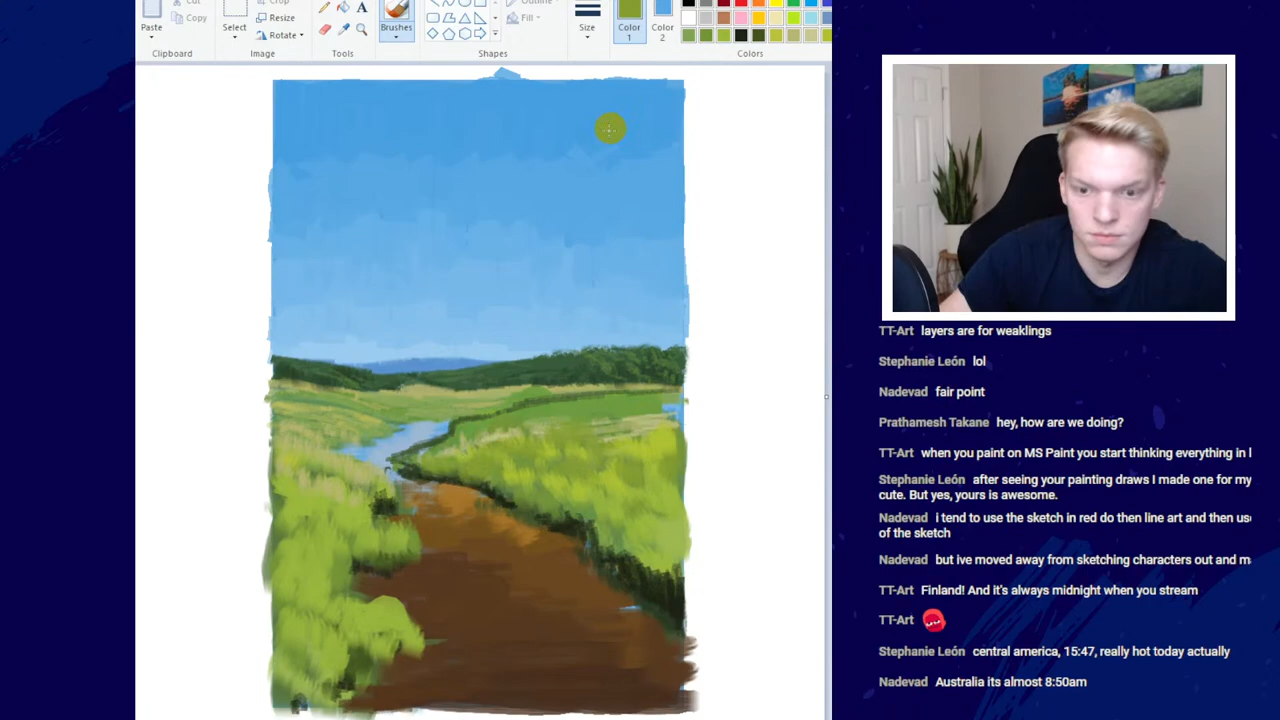 Paste
Copy
Select
Crop
Resize
Rotate
A
Brushes
Outline
Fill
Size
Color
1
Color
2
Clipboard
Image
Tools
Shapes
Colors
TT-Art layers are for weaklings
Stephanie León lol
Nadevad fair point
Prathamesh Takane hey, how are we doing?
TT-Art when you paint on MS Paint you start thinking everything in
Stephanie León after seeing your painting draws I made one for my
cute. But yes, yours is awesome.
Nadevad i tend to use the sketch in red do then line art and then use
of the sketch
Nadevad but ive moved away from sketching characters out and
TT-Art Finland! And it's always midnight when you stream
TT-Art
Stephanie León central america, 15:47, really hot today actually
Nadevad Australia its almost 8:50am